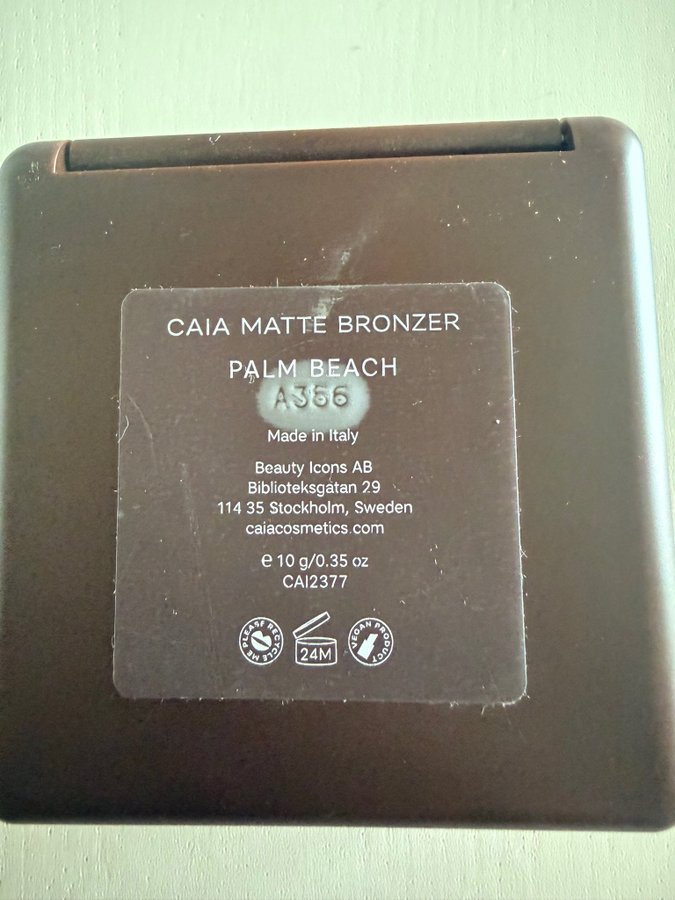 CAIA MATTE BRONZER
PALM BEACH
A366
Made in Italy
Beauty Icons AB
Biblioteksgatan 29
114 35 Stockholm, Sweden
caiacosmetics.com
℮ 10 g/0.35 oz
CAI2377
PLEASE RECYCLE ME
24M
VEGAN PRODUCT